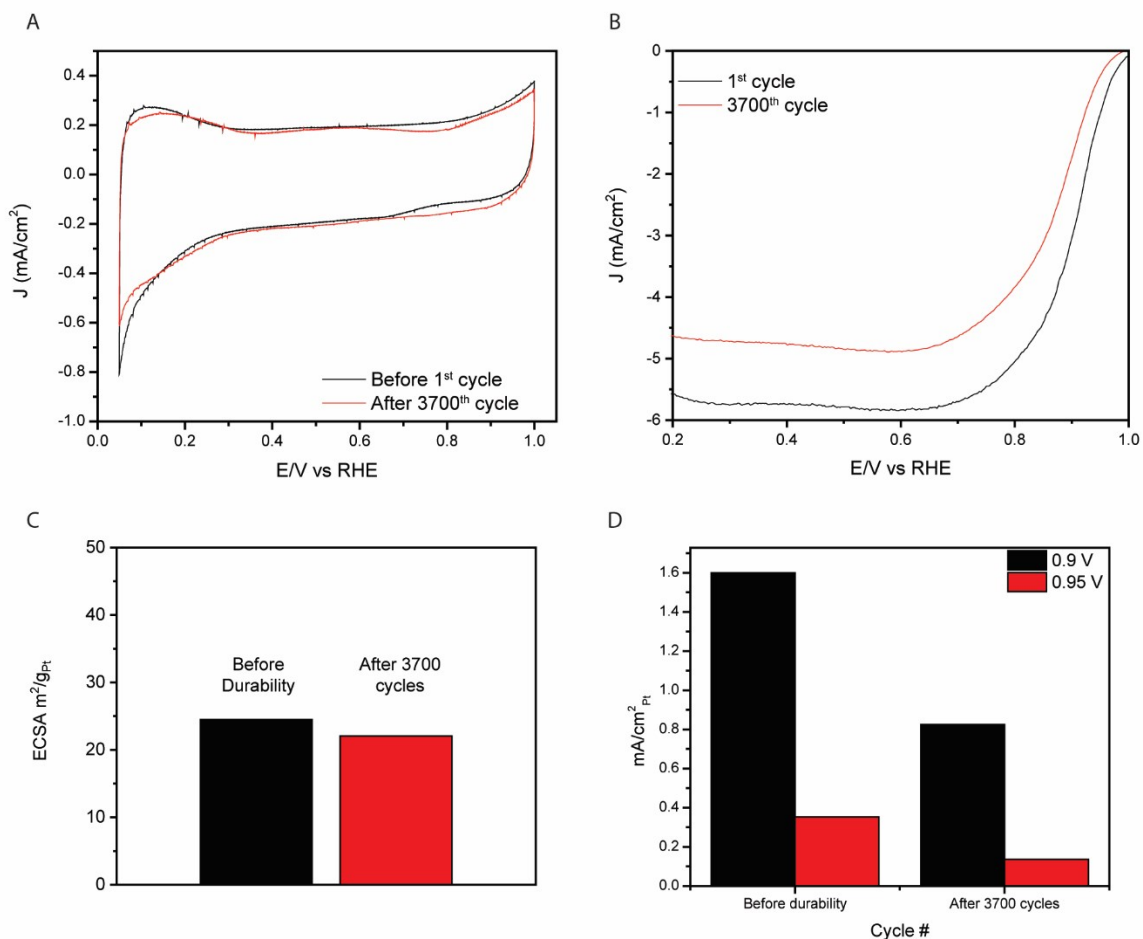 A
0.4
0.2
0.0
-0.2
-0.4
-0.6
-0.8
-1.0
J (mA/cm²)
Before 1st cycle
After 3700th cycle
0.0 0.2 0.4 0.6 0.8 1.0
E/V vs RHE
B
0
-1
-2
-3
-4
-5
-6
J (mA/cm²)
1st cycle
3700th cycle
0.2 0.4 0.6 0.8 1.0
E/V vs RHE
C
50
40
30
20
10
0
ECSA m²/gPt
Before
Durability
After 3700
cycles
D
1.6
1.4
1.2
1.0
0.8
0.6
0.4
0.2
0.0
mA/cm²Pt
0.9 V
0.95 V
Before durability After 3700 cycles
Cycle #